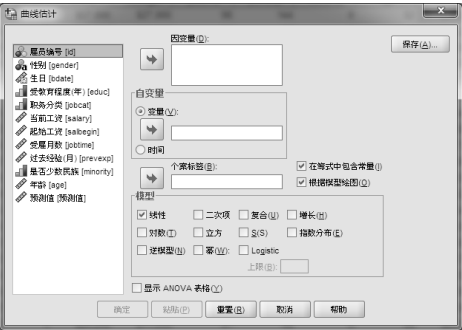 曲线估计
雇员编号 [id]
性别 [gender]
生日 [bdate]
受教育程度(年) [educ]
职务分类 [jobcat]
当前工资 [salary]
起始工资 [salbegin]
受雇月数 [jobtime]
过去经验(月) [prevexp]
是否少数民族 [minority]
年龄 [age]
预测值 [预测值]
因变量(D):
保存(A)...
自变量
变量(V):
时间
个案标签(B):
在等式中包含常量(I)
根据模型绘图(O)
模型
线性 二次项 复合(U) 增长(H)
对数(T) 立方 S(S) 指数分布(E)
逆模型(N) 幂(W): Logistic
上限(B):
显示 ANOVA 表格(Y)
确定 粘贴(P) 重置(R) 取消 帮助